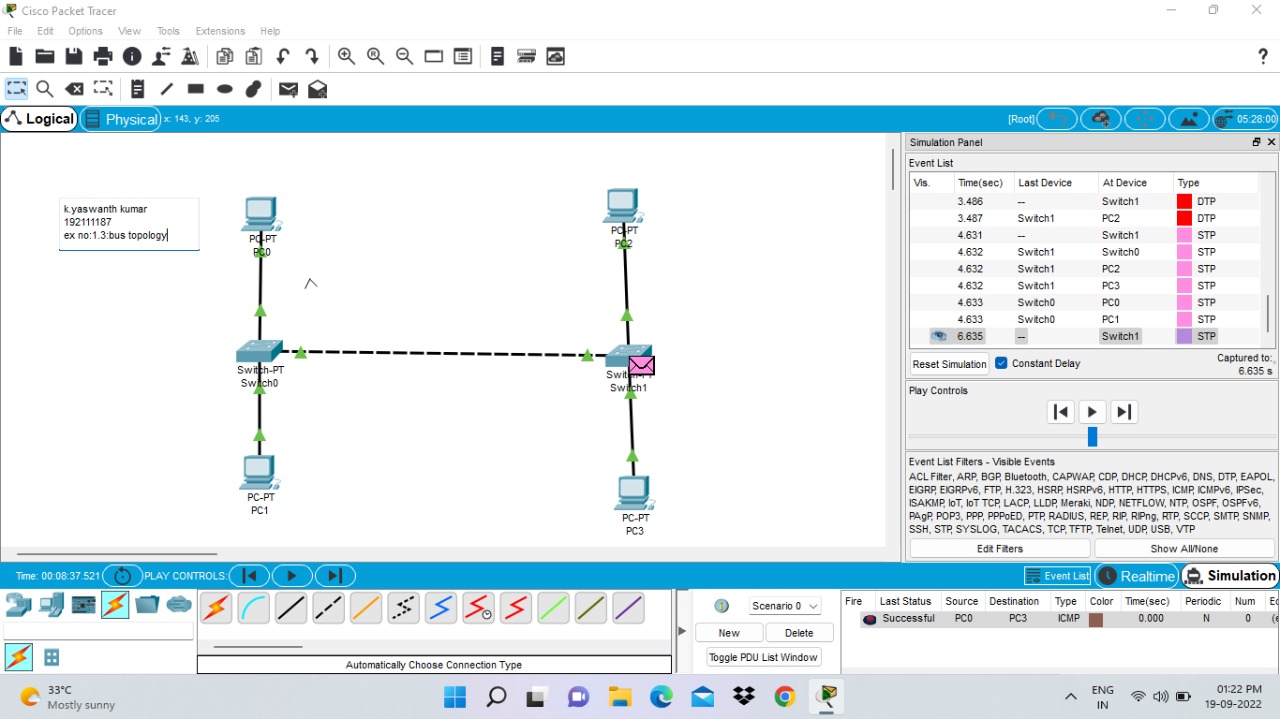 Cisco Packet Tracer
File Edit Options View Tools Extensions Help
?
Logical Physical x: 143, y: 205 [Root] 05:28:00
k.yaswanth kumar
192111187
ex no:1.3:bus topology
PC-PT
PC0
PC-PT
PC2
Switch-PT
Switch0
Switch1
PC-PT
PC1
PC-PT
PC3
Simulation Panel
Event List
Vis. Time(sec) Last Device At Device Type
3.486 -- Switch1 DTP
3.487 Switch1 PC2 DTP
4.631 -- Switch1 STP
4.632 Switch1 Switch0 STP
4.632 Switch1 PC2 STP
4.632 Switch1 PC3 STP
4.633 Switch0 PC0 STP
4.633 Switch0 PC1 STP
6.635 -- Switch1 STP
Reset Simulation Constant Delay Captured to:
6.635 s
Play Controls
Event List Filters - Visible Events
ACL Filter, ARP, BGP, Bluetooth, CAPWAP, CDP, DHCP, DHCPv6, DNS, DTP, EAPOL,
EIGRP, EIGRPv6, FTP, H.323, HSRP, HSRPv6, HTTP, HTTPS, ICMP, ICMPv6, IPSec,
ISAKMP, IoT, IoT TCP, LACP, LLDP, Meraki, NDP, NETFLOW, NTP, OSPF, OSPFv6,
PAgP, POP3, PPP, PPPoED, PTP, RADIUS, REP, RIP, RIPng, RTP, SCCP, SMTP, SNMP,
SSH, STP, SYSLOG, TACACS, TCP, TFTP, Telnet, UDP, USB, VTP
Edit Filters Show All/None
Time: 00:08:37.521 PLAY CONTROLS: Event List Realtime Simulation
Automatically Choose Connection Type
Scenario 0
New Delete
Toggle PDU List Window
Fire Last Status Source Destination Type Color Time(sec) Periodic Num
Successful PC0 PC3 ICMP 0.000 N 0
33°C
Mostly sunny
ENG
IN
01:22 PM
19-09-2022